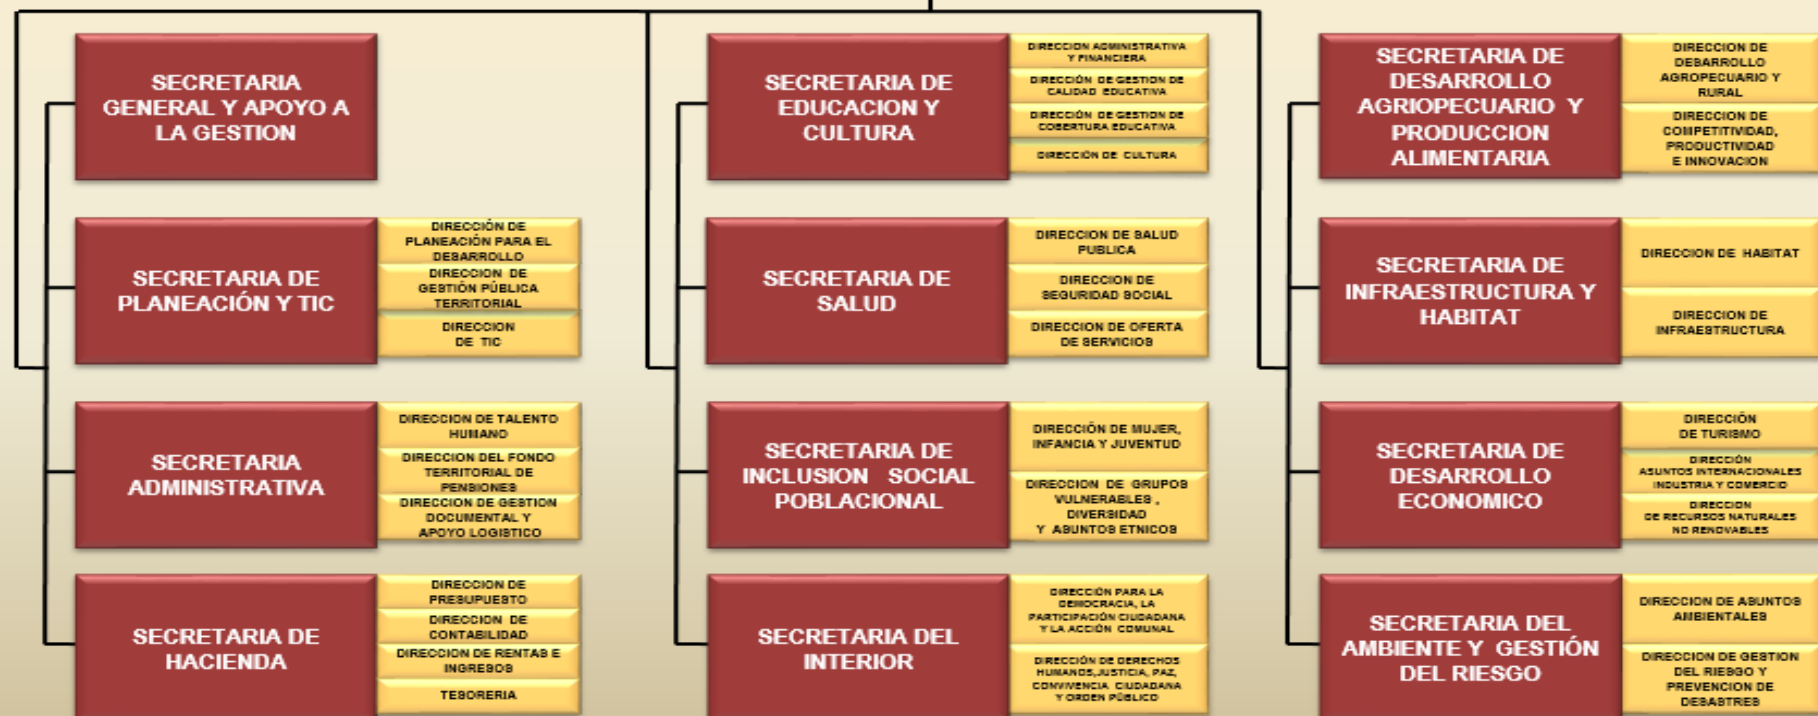 SECRETARIA
GENERAL Y APOYO A
LA GESTION
SECRETARIA DE
PLANEACIÓN Y TIC
DIRECCIÓN DE
PLANEACIÓN PARA EL
DESARROLLO
DIRECCION DE
GESTIÓN PÚBLICA
TERRITORIAL
DIRECCION
DE TIC
SECRETARIA
ADMINISTRATIVA
DIRECCION DE TALENTO
HUMANO
DIRECCION DEL FONDO
TERRITORIAL DE
PENSIONES
DIRECCION DE GESTION
DOCUMENTAL Y
APOYO LOGISTICO
SECRETARIA DE
HACIENDA
DIRECCION DE
PRESUPUESTO
DIRECCION DE
CONTABILIDAD
DIRECCION DE RENTAS E
INGRESOS
TESORERIA
SECRETARIA DE
EDUCACION Y
CULTURA
DIRECCION ADMINISTRATIVA
Y FINANCIERA
DIRECCIÓN DE GESTION DE
CALIDAD EDUCATIVA
DIRECCIÓN DE GESTION DE
COBERTURA EDUCATIVA
DIRECCIÓN DE CULTURA
SECRETARIA DE
SALUD
DIRECCION DE SALUD
PUBLICA
DIRECCION DE
SEGURIDAD SOCIAL
DIRECCION DE OFERTA
DE SERVICIOS
SECRETARIA DE
INCLUSION SOCIAL
POBLACIONAL
DIRECCIÓN DE MUJER,
INFANCIA Y JUVENTUD
DIRECCION DE GRUPOS
VULNERABLES ,
DIVERSIDAD
Y ASUNTOS ETNICOS
SECRETARIA DEL
INTERIOR
DIRECCIÓN PARA LA
DEMOCRACIA, LA
PARTICIPACIÓN CIUDADANA
Y LA ACCIÓN COMUNAL
DIRECCIÓN DE DERECHOS
HUMANOS,JUSTICIA, PAZ,
CONVIVENCIA CIUDADANA
Y ORDEN PÚBLICO
SECRETARIA DE
DESARROLLO
AGRIOPECUARIO Y
PRODUCCION
ALIMENTARIA
DIRECCION DE
DESARROLLO
AGROPECUARIO Y
RURAL
DIRECCION DE
COMPETITIVIDAD,
PRODUCTIVIDAD
E INNOVACION
SECRETARIA DE
INFRAESTRUCTURA Y
HABITAT
DIRECCION DE HABITAT
DIRECCION DE
INFRAESTRUCTURA
SECRETARIA DE
DESARROLLO
ECONOMICO
DIRECCIÓN
DE TURISMO
DIRECCIÓN
ASUNTOS INTERNACIONALES
INDUSTRIA Y COMERCIO
DIRECCION
DE RECURSOS NATURALES
NO RENOVABLES
SECRETARIA DEL
AMBIENTE Y GESTIÓN
DEL RIESGO
DIRECCION DE ASUNTOS
AMBIENTALES
DIRECCION DE GESTION
DEL RIESGO Y
PREVENCION DE
DESASTRES